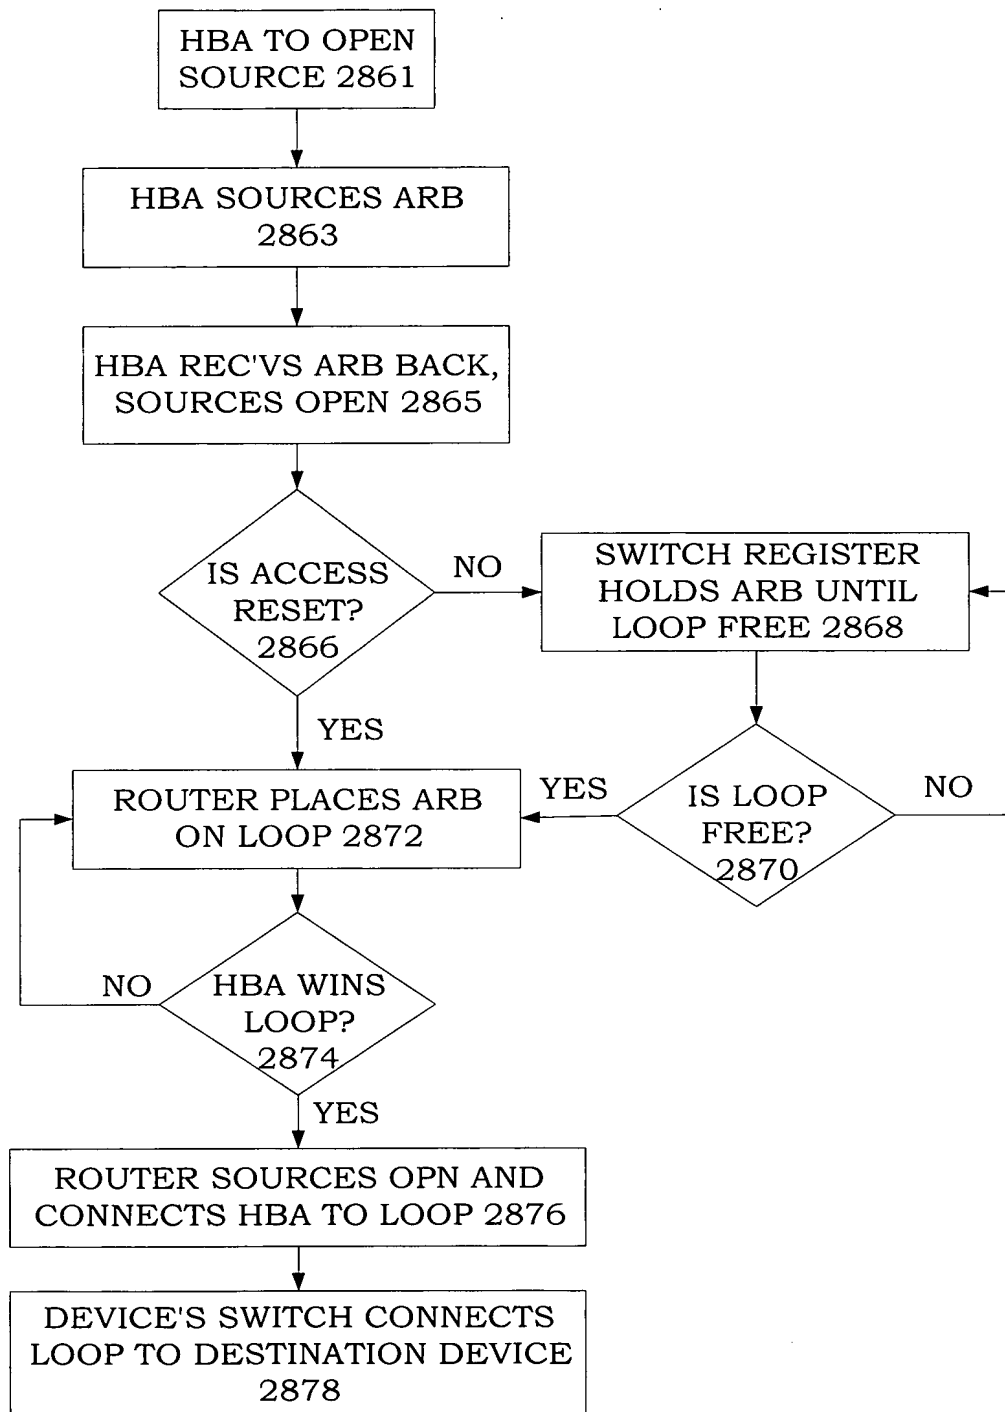 HBA TO OPEN
SOURCE 2861
HBA SOURCES ARB
2863
HBA REC'VS ARB BACK,
SOURCES OPEN 2865
IS ACCESS
RESET?
2866
NO
SWITCH REGISTER
HOLDS ARB UNTIL
LOOP FREE 2868
YES
ROUTER PLACES ARB
ON LOOP 2872
YES
IS LOOP
FREE?
2870
NO
NO
HBA WINS
LOOP?
2874
YES
ROUTER SOURCES OPN AND
CONNECTS HBA TO LOOP 2876
DEVICE'S SWITCH CONNECTS
LOOP TO DESTINATION DEVICE
2878